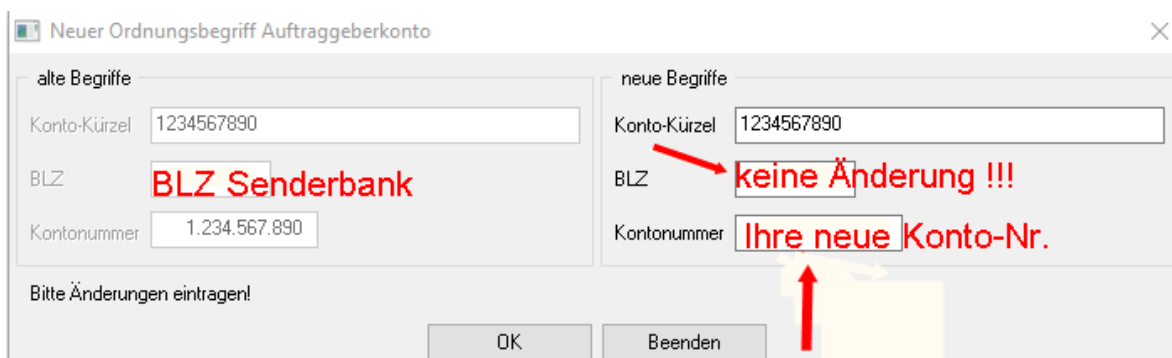 Neuer Ordnungsbegriff Auftraggeberkonto
alte Begriffe
Konto-Kürzel 1234567890
BLZ BLZ Senderbank
Kontonummer 1.234.567.890
neue Begriffe
Konto-Kürzel 1234567890
BLZ keine Änderung !!!
Kontonummer Ihre neue Konto-Nr.
Bitte Änderungen eintragen!
OK
Beenden